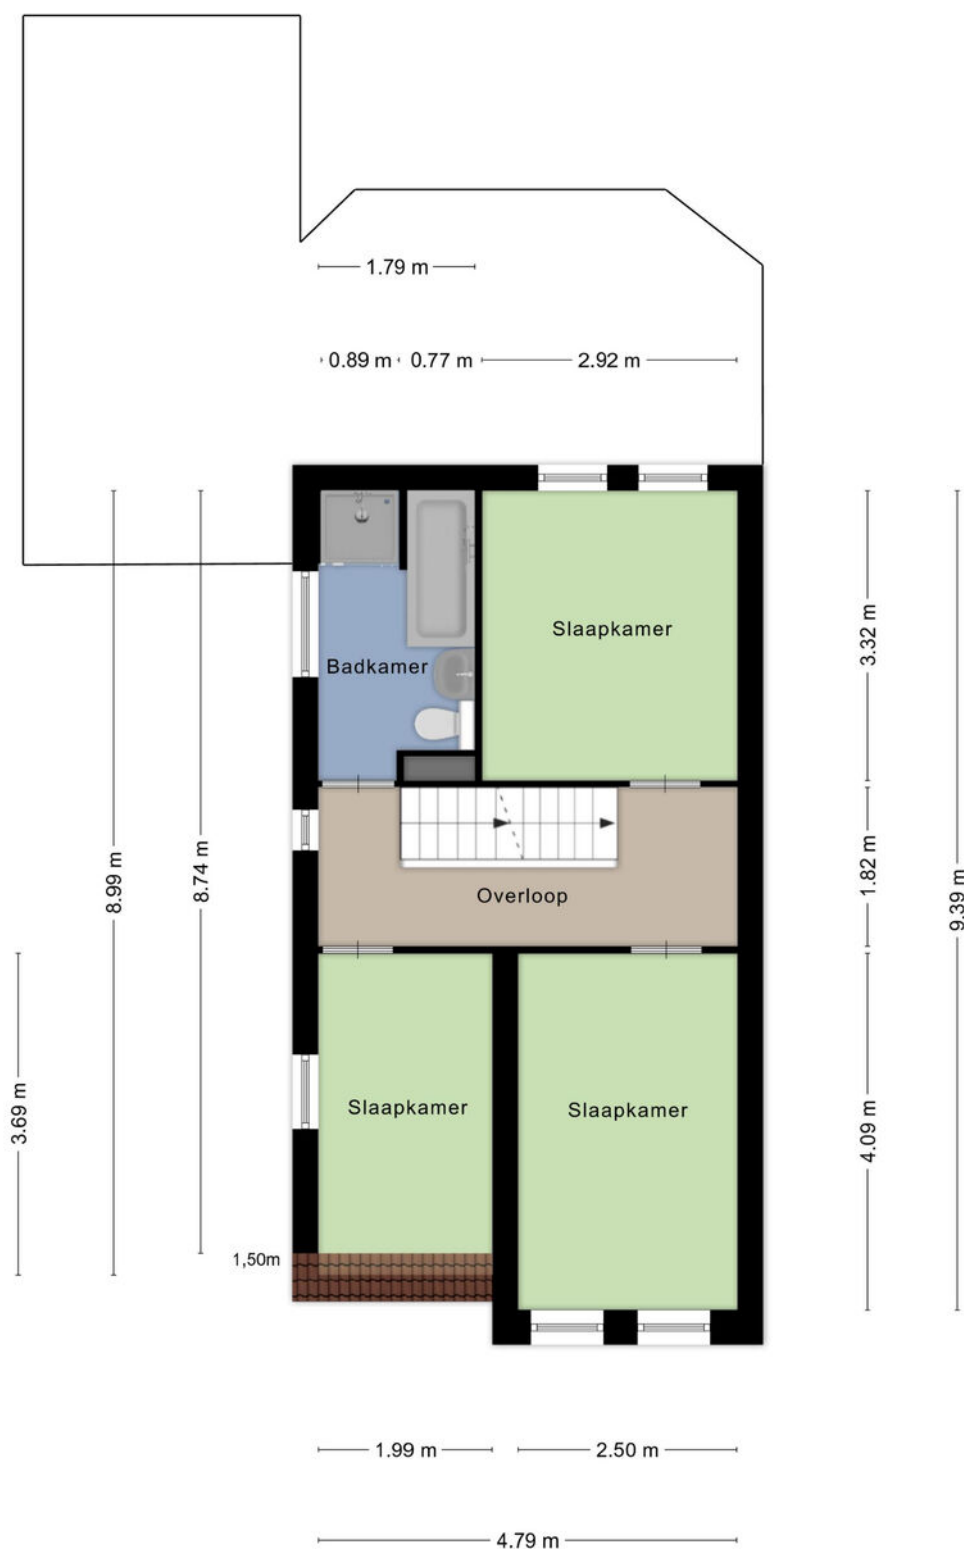 1.79 m
0.89 m
0.77 m
2.92 m
Slaapkamer
3.32 m
Badkamer
8.99 m
8.74 m
1.82 m
9.39 m
Overloop
3.69 m
Slaapkamer
Slaapkamer
4.09 m
1,50m
1.99 m
2.50 m
4.79 m